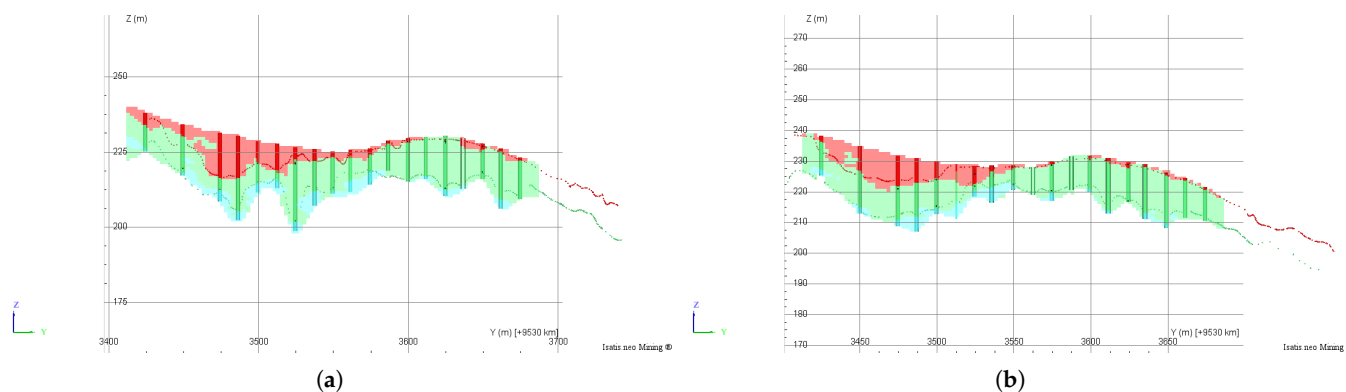 Z (m)
250
225
200
175
3400
3500
3600
3700
Y (m) [+9530 km]
Isatis neo Mining ®
Z
Y
(a)
Z (m)
270
260
250
240
230
220
210
200
190
180
170
3450
3500
3550
3600
3650
Y (m) [+9530 km]
Isatis neo Mining
Z
Y
(b)